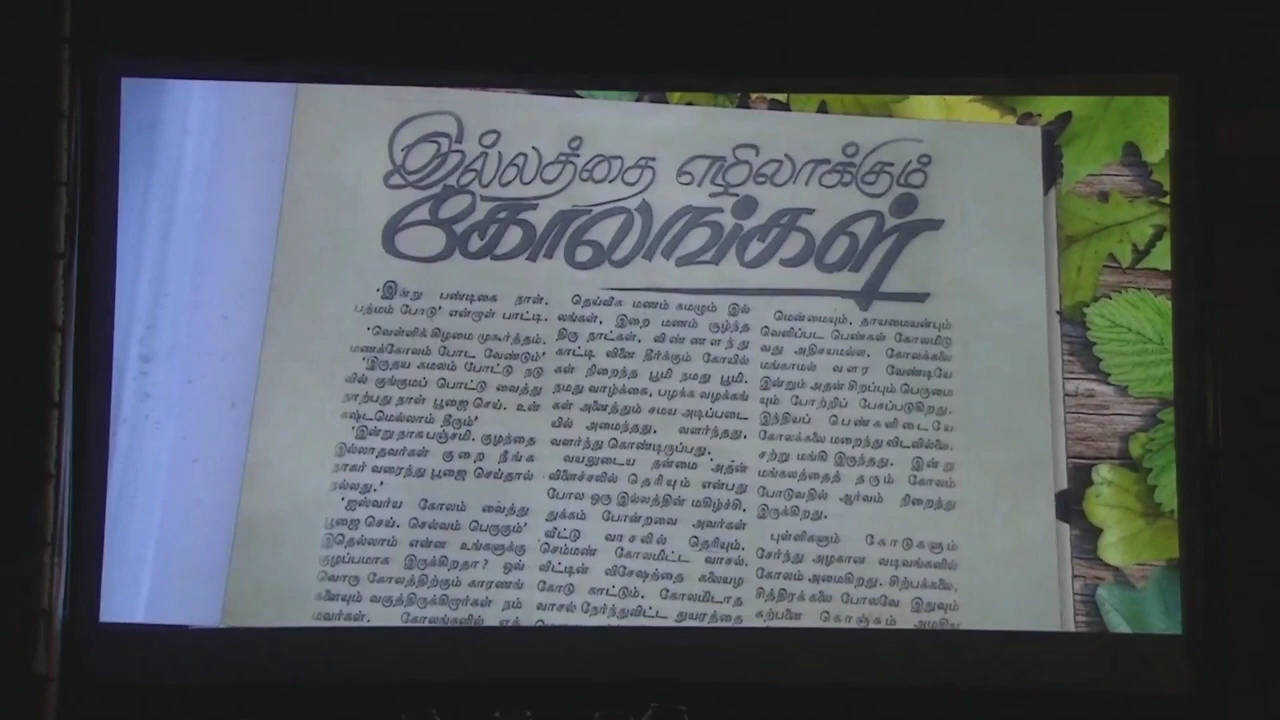 இல்லத்தை எழிலாக்கும்
கோலங்கள்
'இன்று பண்டிகை நாள்.
பத்மம் போடு' என்றாள் பாட்டி.
'வெள்ளிக் கிழமை முகூர்த்தம்.
மணக்கோலம் போட வேண்டும்'
'இருதய கமலம் போட்டு நடு
வில் குங்குமப் பொட்டு வைத்து
நாற்பது நாள் பூஜை செய். உன்
கஷ்டமெல்லாம் தீரும்'
'இன்று நாகபஞ்சமி. குழந்தை
இல்லாதவர்கள் குறை நீங்க
நாகர் வரைந்து பூஜை செய்தால்
நல்லது.'
'ஐஸ்வர்ய கோலம் வைத்து
பூஜை செய். செல்வம் பெருகும்'
இதெல்லாம் என்ன உங்களுக்கு
குழப்பமாக இருக்கிறதா? ஒவ்
வொரு கோலத்திற்கும் காரணங்
களையும் வகுத்திருக்கிறார்கள் நம்
மவர்கள். கோலங்களில்
தெய்வீக மணம் கமழும் இல்
லங்கள், இறை மணம் சூழ்ந்த
திரு நாட்கள், விண்ணளந்து
காட்டி வினை தீர்க்கும் கோயில்
கள் நிறைந்த பூமி நமது பூமி.
நமது வாழ்க்கை, பழக்க வழக்கங்
கள் அனைத்தும் சமய அடிப்படை
யில் அமைந்தது. வளர்ந்தது.
வளர்ந்து கொண்டிருப்பது.
வயலுடைய தன்மை அதன்
விளைச்சலில் தெரியும் என்பது
போல ஒரு இல்லத்தின் மகிழ்ச்சி,
துக்கம் போன்றவை அவர்கள்
வீட்டு வாசலில் தெரியும்.
செம்மண் கோலமிட்ட வாசல்.
வீட்டின் விசேஷத்தை கலையழ
கோடு காட்டும். கோலமிடாத
வாசல் நேர்ந்துவிட்ட துயரத்தை
மென்மையும், தாயமையன்பும்
வெளிப்பட பெண்கள் கோலமிடு
வது அதிசயமல்ல. கோலக்கலை
மங்காமல் வளர வேண்டியே
இன்றும் அதன் சிறப்பும் பெருமை
யும் போற்றிப் பேசப்படுகிறது.
இந்தியப் பெண்களிடையே
கோலக்கலை மறைந்து விடவில்லை.
சற்று மங்கி இருந்தது. இன்று
மங்கலத்தைத் தரும் கோலம்
போடுவதில் ஆர்வம் நிறைந்து
இருக்கிறது.
புள்ளிகளும் கோடுகளும்
சேர்ந்து அழகான வடிவங்களில்
கோலம் அமைகிறது. சிற்பக்கலை,
சித்திரக்கலை போலவே இதுவும்
கற்பனை கொஞ்சும்